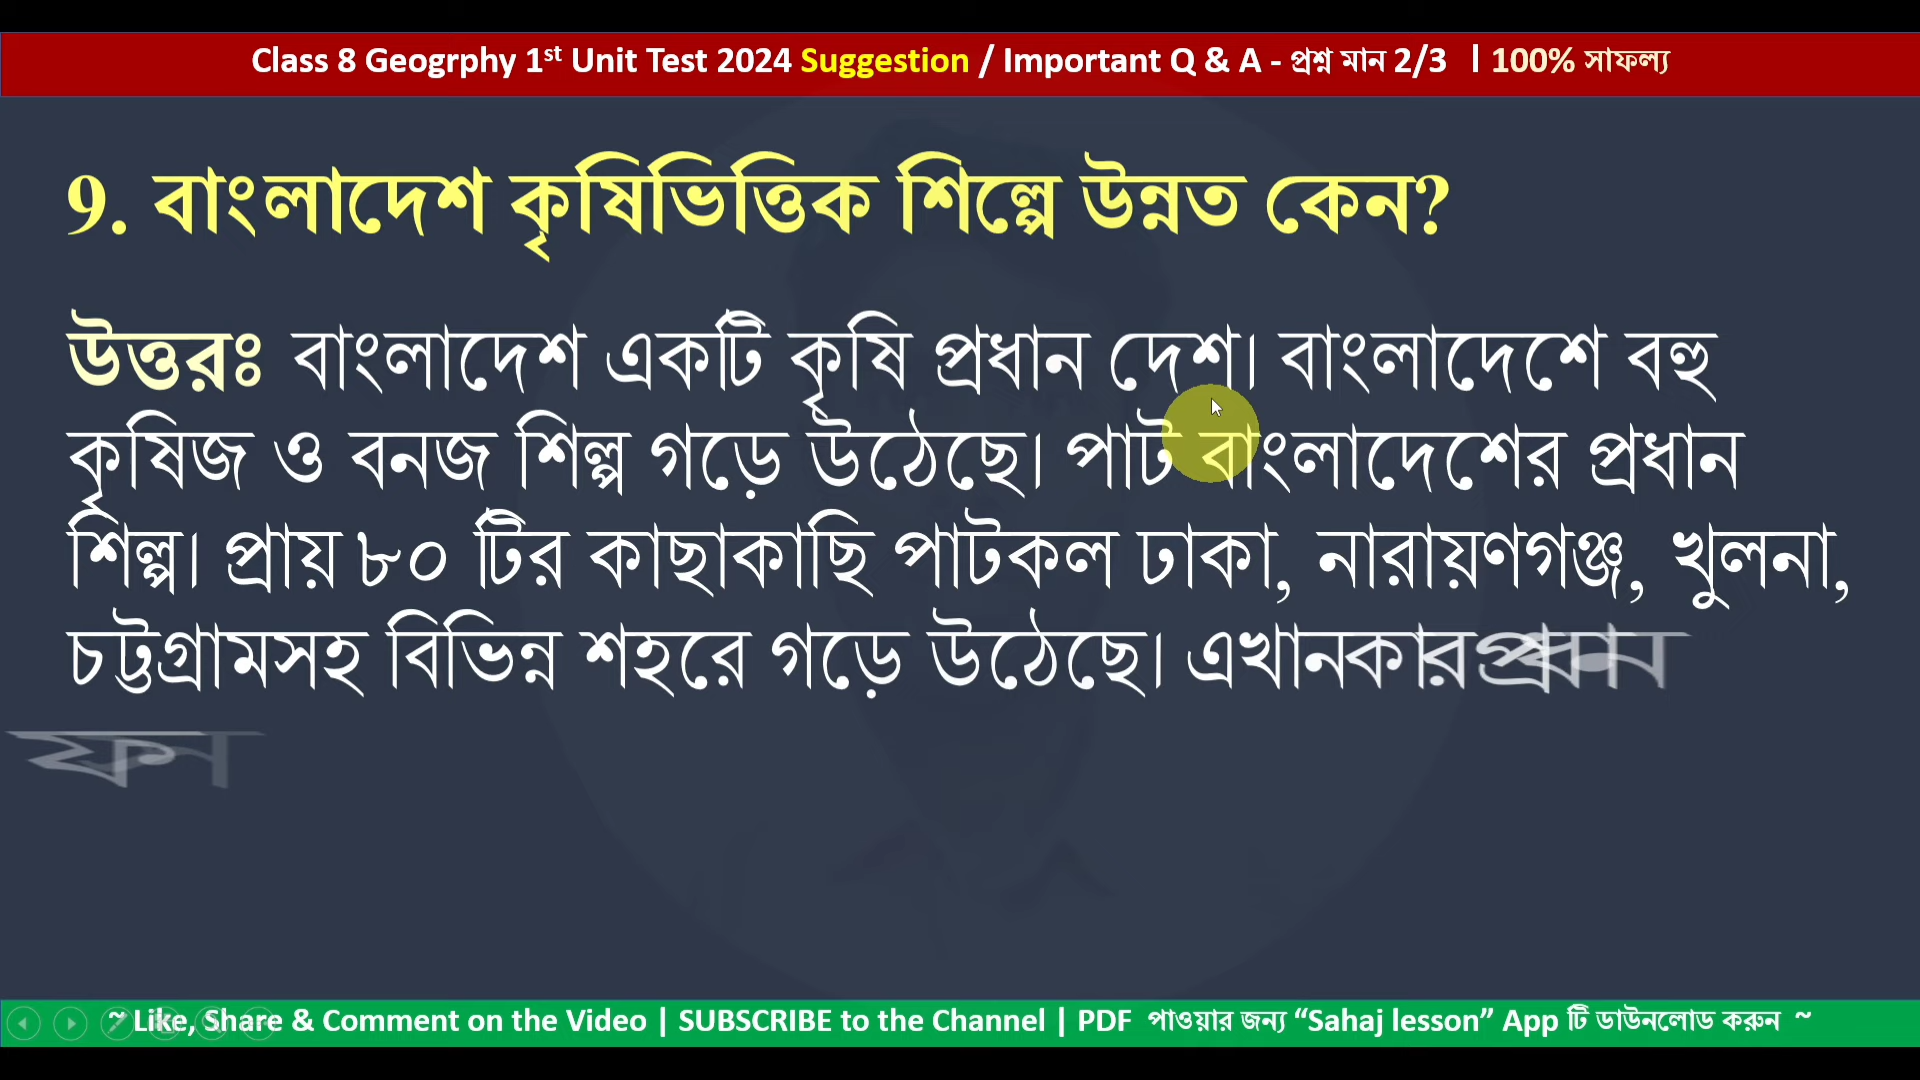 Class 8 Geogrphy 1st Unit Test 2024 Suggestion / Important Q & A - প্রশ্ন মান 2/3 । 100% সাফল্য
9. বাংলাদেশ কৃষিভিত্তিক শিল্পে উন্নত কেন?
উত্তরঃ বাংলাদেশ একটি কৃষি প্রধান দেশ। বাংলাদেশে বহু
কৃষিজ ও বনজ শিল্প গড়ে উঠেছে। পাট বাংলাদেশের প্রধান
শিল্প। প্রায় ৮০ টির কাছাকাছি পাটকল ঢাকা, নারায়ণগঞ্জ, খুলনা,
চট্টগ্রামসহ বিভিন্ন শহরে গড়ে উঠেছে। এখানকার প্রধান
~ Like, Share & Comment on the Video | SUBSCRIBE to the Channel | PDF পাওয়ার জন্য “Sahaj lesson” App টি ডাউনলোড করুন ~